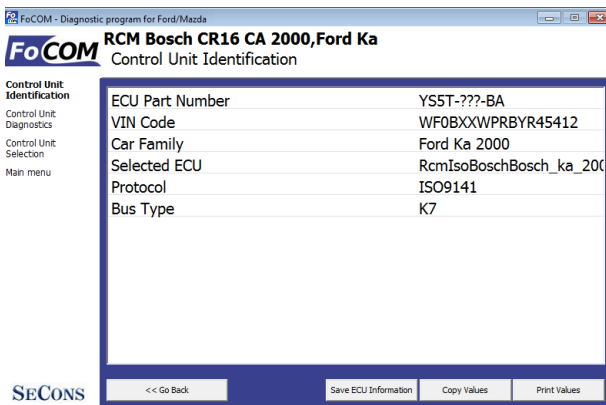 FoCOM - Diagnostic program for Ford/Mazda
FoCOM
RCM Bosch CR16 CA 2000,Ford Ka
Control Unit Identification
Control Unit
Identification
Control Unit
Diagnostics
Control Unit
Selection
Main menu
ECU Part Number YS5T-???-BA
VIN Code WF0BXXWPRBYR45412
Car Family Ford Ka 2000
Selected ECU RcmIsoBoschBosch_ka_200
Protocol ISO9141
Bus Type K7
SECONS
<< Go Back
Save ECU Information
Copy Values
Print Values